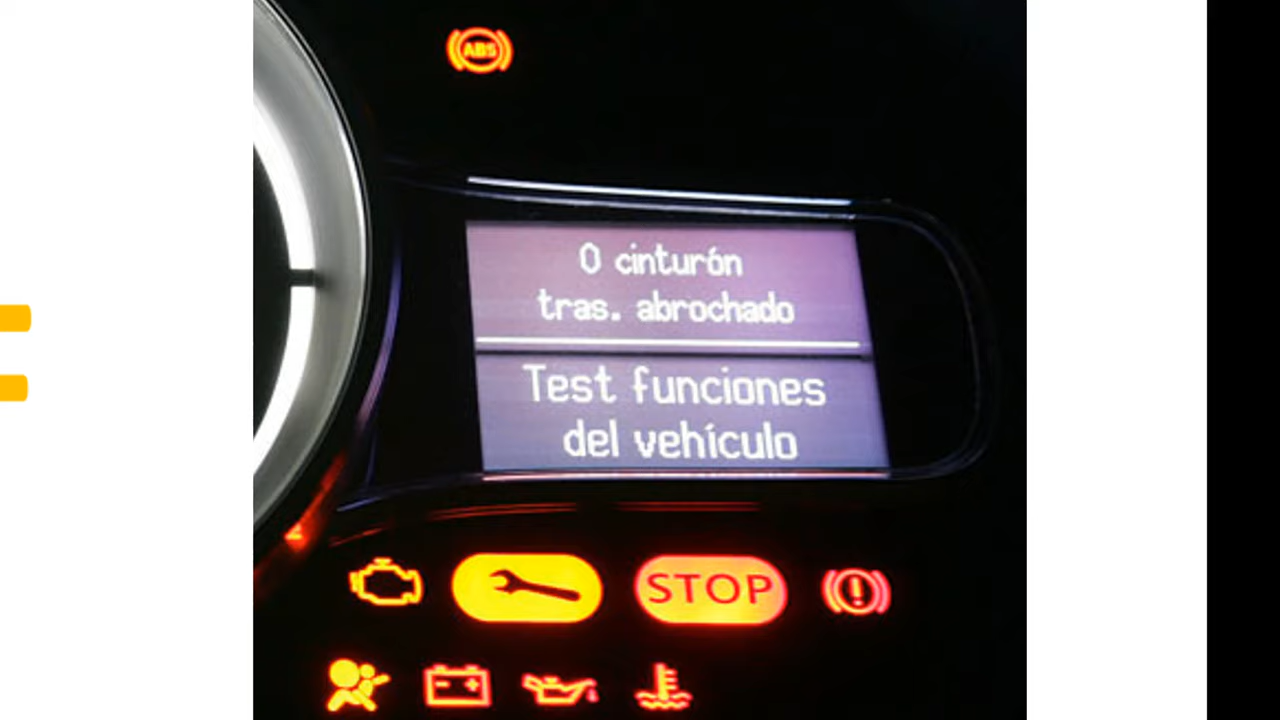 ABS
0 cinturón
tras. abrochado
Test funciones
del vehículo
STOP